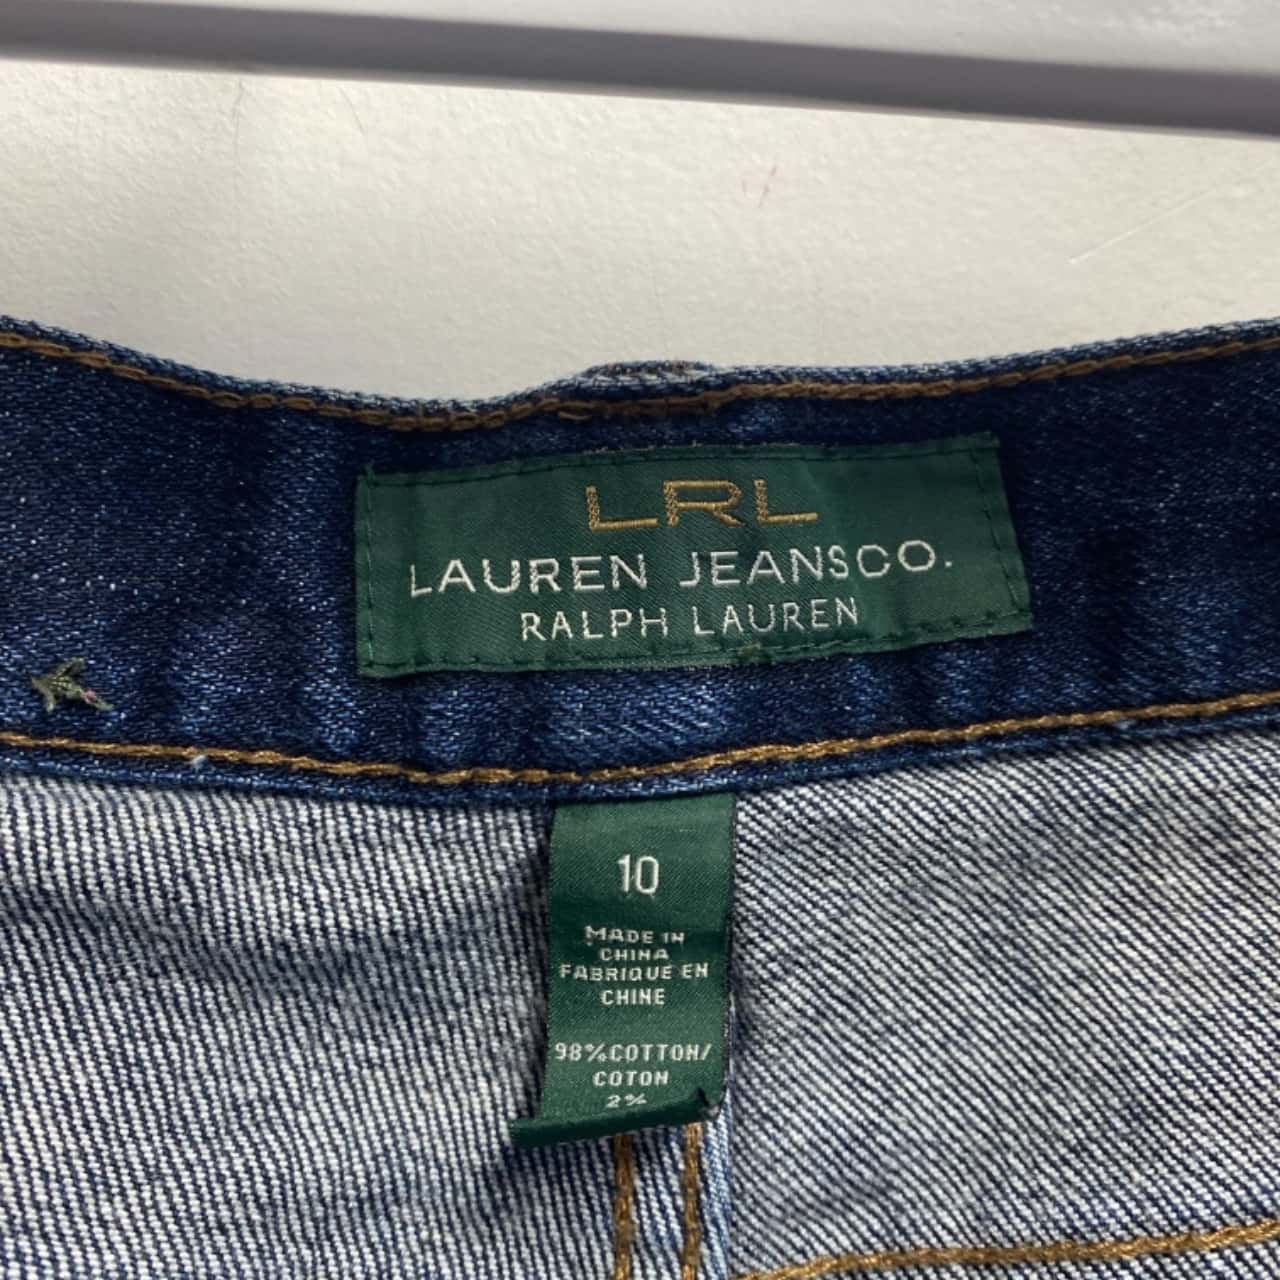 LRL
LAUREN JEANSCO.
RALPH LAUREN
10
MADE IN
CHINA
FABRIQUE EN
CHINE
98%COTTON/
COTON
2%